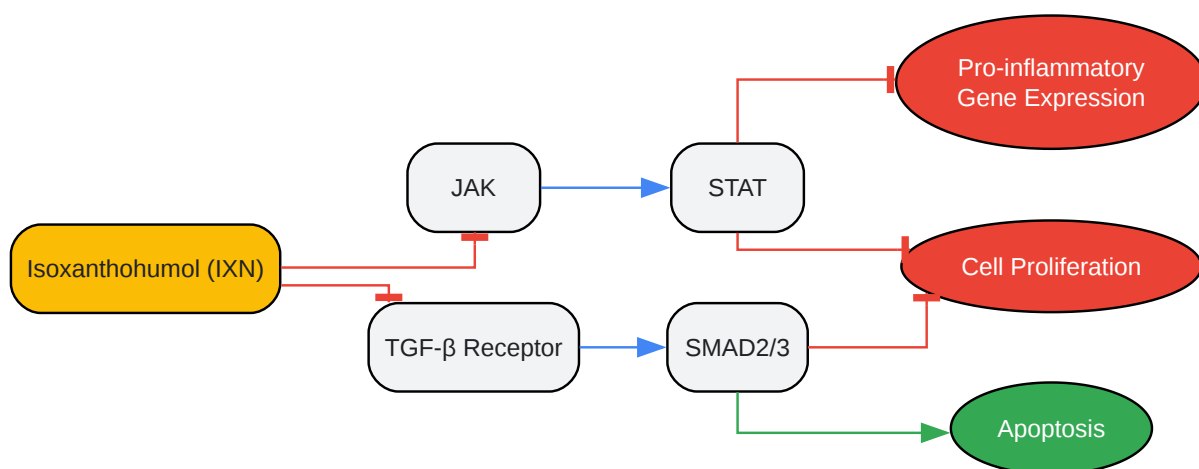 Pro-inflammatory
Gene Expression
JAK
STAT
Isoxanthohumol (IXN)
Cell Proliferation
TGF-β Receptor
SMAD2/3
Apoptosis